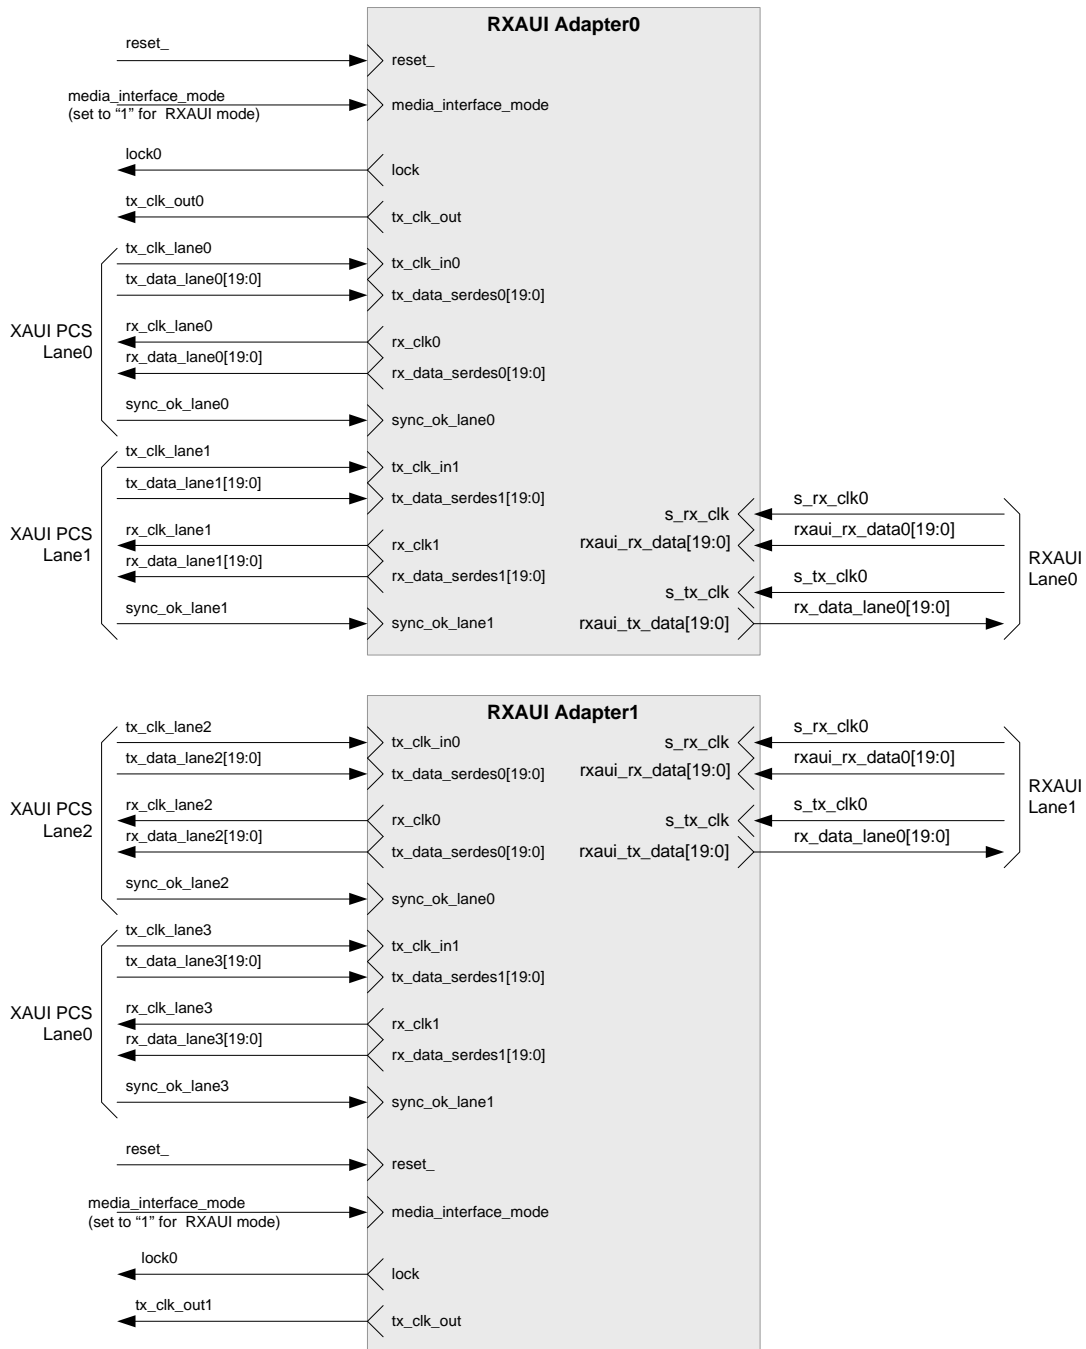 RXAUI Adapter0
reset_
reset_
media_interface_mode
(set to “1” for RXAUI mode)
media_interface_mode
lock0
lock
tx_clk_out0
tx_clk_out
XAUI PCS
Lane0
tx_clk_lane0
tx_clk_in0
tx_data_lane0[19:0]
tx_data_serdes0[19:0]
rx_clk_lane0
rx_clk0
rx_data_lane0[19:0]
rx_data_serdes0[19:0]
sync_ok_lane0
sync_ok_lane0
XAUI PCS
Lane1
tx_clk_lane1
tx_clk_in1
tx_data_lane1[19:0]
tx_data_serdes1[19:0]
rx_clk_lane1
rx_clk1
rx_data_lane1[19:0]
rx_data_serdes1[19:0]
sync_ok_lane1
sync_ok_lane1
s_rx_clk
s_rx_clk0
rxaui_rx_data[19:0]
rxaui_rx_data0[19:0]
s_tx_clk
s_tx_clk0
rxaui_tx_data[19:0]
rx_data_lane0[19:0]
RXAUI
Lane0
RXAUI Adapter1
XAUI PCS
Lane2
tx_clk_lane2
tx_clk_in0
tx_data_lane2[19:0]
tx_data_serdes0[19:0]
rx_clk_lane2
rx_clk0
rx_data_lane2[19:0]
tx_data_serdes0[19:0]
sync_ok_lane2
sync_ok_lane0
s_rx_clk
s_rx_clk0
rxaui_rx_data[19:0]
rxaui_rx_data0[19:0]
s_tx_clk
s_tx_clk0
rxaui_tx_data[19:0]
rx_data_lane0[19:0]
RXAUI
Lane1
XAUI PCS
Lane0
tx_clk_lane3
tx_clk_in1
tx_data_lane3[19:0]
tx_data_serdes1[19:0]
rx_clk_lane3
rx_clk1
rx_data_lane3[19:0]
rx_data_serdes1[19:0]
sync_ok_lane3
sync_ok_lane1
reset_
reset_
media_interface_mode
(set to “1” for RXAUI mode)
media_interface_mode
lock0
lock
tx_clk_out1
tx_clk_out